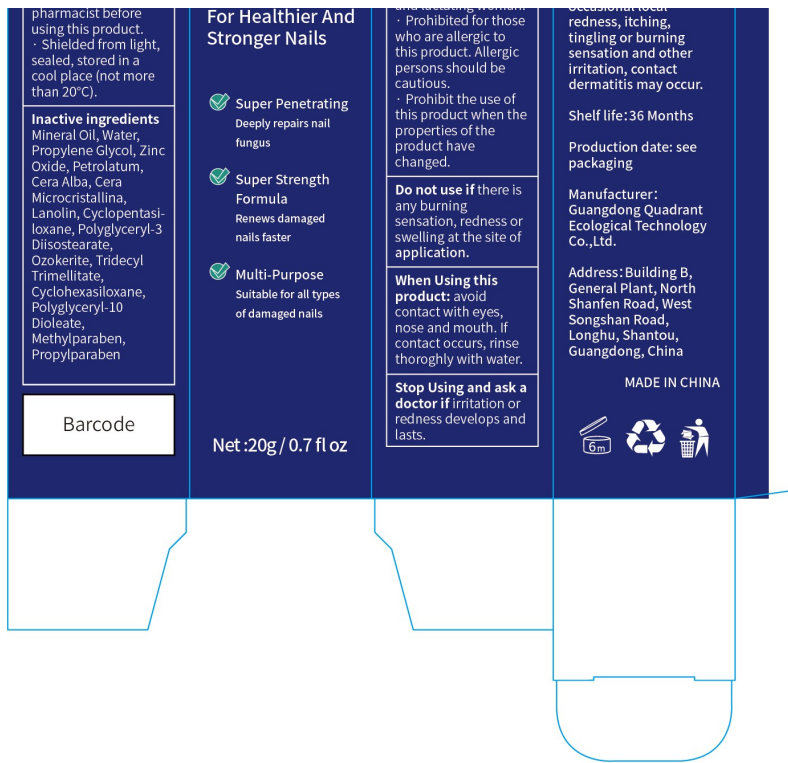 pharmacist before
using this product.
· Shielded from light,
sealed, stored in a
cool place (not more
than 20°C).
Inactive ingredients
Mineral Oil, Water,
Propylene Glycol, Zinc
Oxide, Petrolatum,
Cera Alba, Cera
Microcristallina,
Lanolin, Cyclopentasi-
loxane, Polyglyceryl-3
Diisostearate,
Ozokerite, Tridecyl
Trimellitate,
Cyclohexasiloxane,
Polyglyceryl-10
Dioleate,
Methylparaben,
Propylparaben
Barcode
For Healthier And
Stronger Nails
Super Penetrating
Deeply repairs nail
fungus
Super Strength
Formula
Renews damaged
nails faster
Multi-Purpose
Suitable for all types
of damaged nails
Net :20g / 0.7 fl oz
and lactating woman.
· Prohibited for those
who are allergic to
this product. Allergic
persons should be
cautious.
· Prohibit the use of
this product when the
properties of the
product have
changed.
Do not use if there is
any burning
sensation, redness or
swelling at the site of
application.
When Using this
product: avoid
contact with eyes,
nose and mouth. If
contact occurs, rinse
thoroghly with water.
Stop Using and ask a
doctor if irritation or
redness develops and
lasts.
Occasional local
redness, itching,
tingling or burning
sensation and other
irritation, contact
dermatitis may occur.
Shelf life：36 Months
Production date: see
packaging
Manufacturer：
Guangdong Quadrant
Ecological Technology
Co.,Ltd.
Address：Building B,
General Plant, North
Shanfen Road, West
Songshan Road,
Longhu, Shantou,
Guangdong, China
MADE IN CHINA
6m